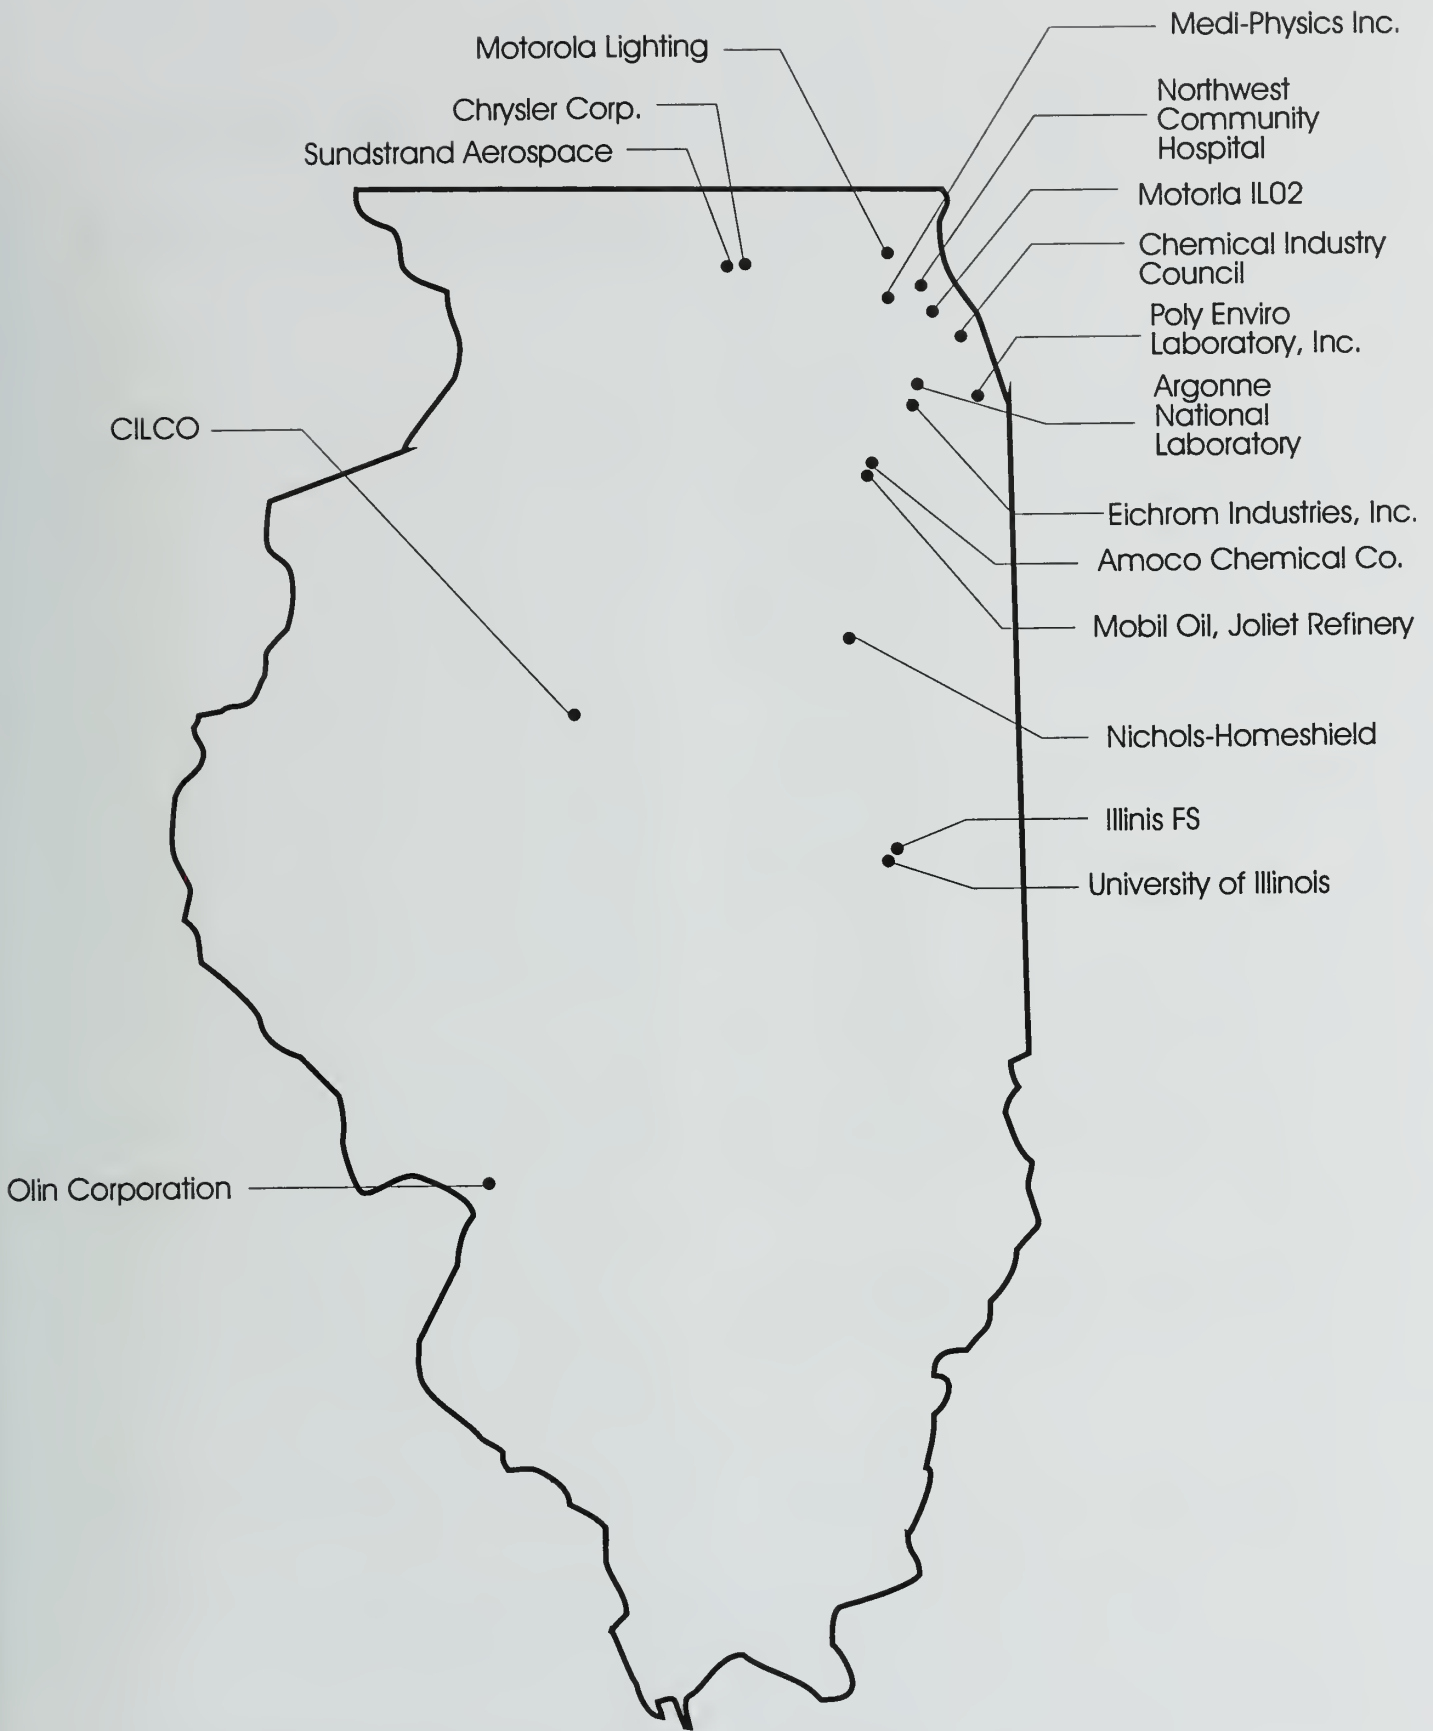 Medi-Physics Inc.
Motorola Lighting
Northwest
Community
Hospital
Chrysler Corp.
Sundstrand Aerospace
Motorla IL02
Chemical Industry
Council
Poly Enviro
Laboratory, Inc.
Argonne
National
Laboratory
CILCO
Eichrom Industries, Inc.
Amoco Chemical Co.
Mobil Oil, Joliet Refinery
Nichols-Homeshield
Illinis FS
University of Illinois
Olin Corporation